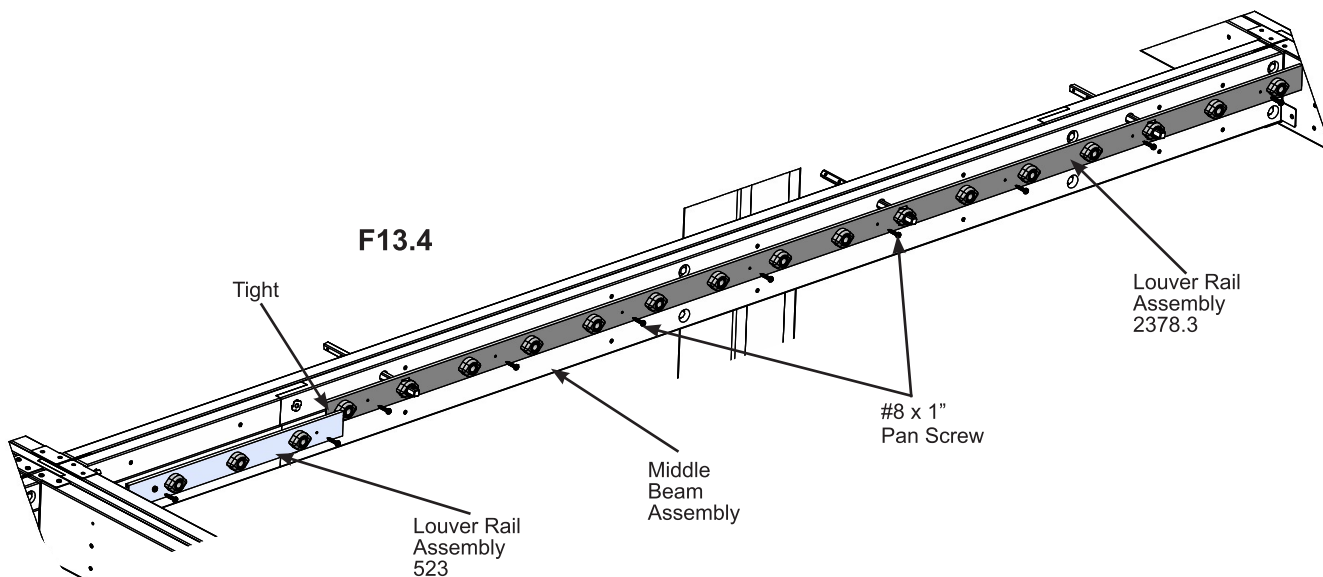 F13.4
Tight
Louver Rail
Assembly
2378.3
#8 x 1”
Pan Screw
Middle
Beam
Assembly
Louver Rail
Assembly
523